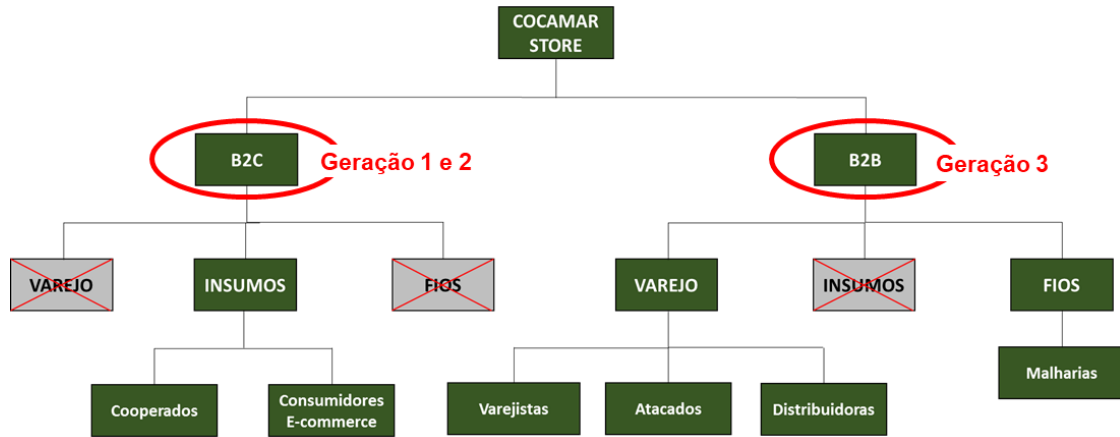 COCAMAR
STORE
B2C
Geração 1 e 2
B2B
Geração 3
VAREJO
INSUMOS
FIOS
VAREJO
INSUMOS
FIOS
Cooperados
Consumidores
E-commerce
Varejistas
Atacados
Distribuidoras
Malharias